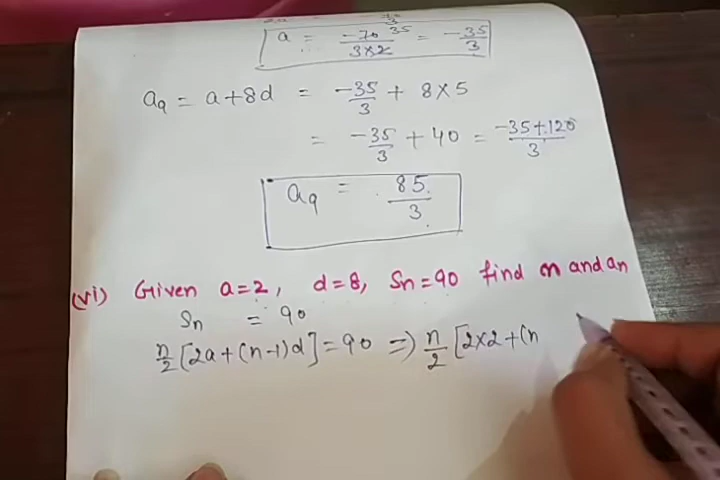 a = -70 35 / 3×2 = -35/3
a9 = a+8d = -35/3 + 8×5
= -35/3 + 40 = -35+120/3
a9 = 85/3
(vi) Given a=2, d=8, Sn=90 find n and an
Sn = 90
n/2 [2a+(n-1)d]=90 => n/2 [2×2+(n